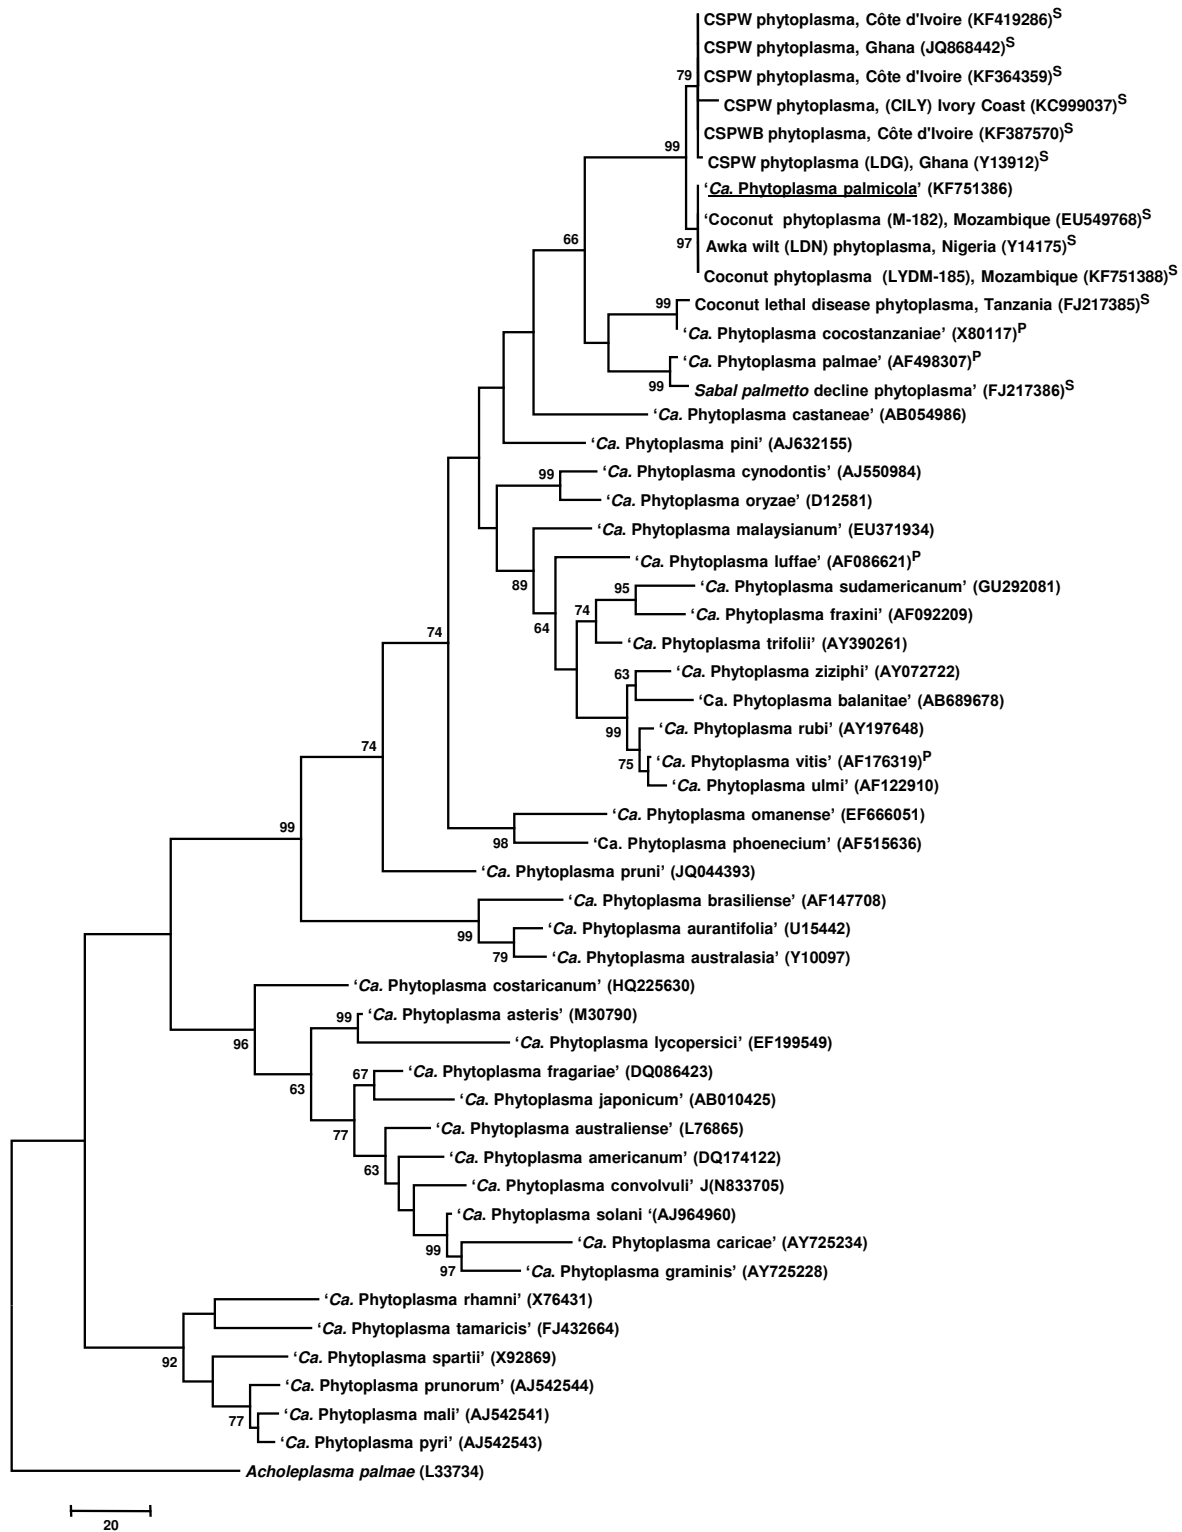 CSPW phytoplasma, Côte d'Ivoire (KF419286)S
CSPW phytoplasma, Ghana (JQ868442)S
79
CSPW phytoplasma, Côte d'Ivoire (KF364359)S
CSPW phytoplasma, (CILY) Ivory Coast (KC999037)S
CSPWB phytoplasma, Côte d'Ivoire (KF387570)S
99
CSPW phytoplasma (LDG), Ghana (Y13912)S
‘Ca. Phytoplasma palmicola’ (KF751386)
‘Coconut phytoplasma (M-182), Mozambique (EU549768)S
66
97
Awka wilt (LDN) phytoplasma, Nigeria (Y14175)S
Coconut phytoplasma (LYDM-185), Mozambique (KF751388)S
99
Coconut lethal disease phytoplasma, Tanzania (FJ217385)S
‘Ca. Phytoplasma cocostanzaniae’ (X80117)P
‘Ca. Phytoplasma palmae’ (AF498307)P
99
Sabal palmetto decline phytoplasma’ (FJ217386)S
‘Ca. Phytoplasma castaneae’ (AB054986)
‘Ca. Phytoplasma pini’ (AJ632155)
99
‘Ca. Phytoplasma cynodontis’ (AJ550984)
‘Ca. Phytoplasma oryzae’ (D12581)
‘Ca. Phytoplasma malaysianum’ (EU371934)
‘Ca. Phytoplasma luffae’ (AF086621)P
89
95
‘Ca. Phytoplasma sudamericanum’ (GU292081)
74
‘Ca. Phytoplasma fraxini’ (AF092209)
74
64
‘Ca. Phytoplasma trifolii’ (AY390261)
63
‘Ca. Phytoplasma ziziphi’ (AY072722)
‘Ca. Phytoplasma balanitae’ (AB689678)
99
‘Ca. Phytoplasma rubi’ (AY197648)
74
75
‘Ca. Phytoplasma vitis’ (AF176319)P
‘Ca. Phytoplasma ulmi’ (AF122910)
‘Ca. Phytoplasma omanense’ (EF666051)
99
98
‘Ca. Phytoplasma phoenecium’ (AF515636)
‘Ca. Phytoplasma pruni’ (JQ044393)
‘Ca. Phytoplasma brasiliense’ (AF147708)
99
‘Ca. Phytoplasma aurantifolia’ (U15442)
79
‘Ca. Phytoplasma australasia’ (Y10097)
‘Ca. Phytoplasma costaricanum’ (HQ225630)
99
‘Ca. Phytoplasma asteris’ (M30790)
96
‘Ca. Phytoplasma lycopersici’ (EF199549)
67
‘Ca. Phytoplasma fragariae’ (DQ086423)
63
‘Ca. Phytoplasma japonicum’ (AB010425)
77
‘Ca. Phytoplasma australiense’ (L76865)
63
‘Ca. Phytoplasma americanum’ (DQ174122)
‘Ca. Phytoplasma convolvuli’ J(N833705)
‘Ca. Phytoplasma solani ‘(AJ964960)
99
‘Ca. Phytoplasma caricae’ (AY725234)
97
‘Ca. Phytoplasma graminis’ (AY725228)
‘Ca. Phytoplasma rhamni’ (X76431)
‘Ca. Phytoplasma tamaricis’ (FJ432664)
92
‘Ca. Phytoplasma spartii’ (X92869)
‘Ca. Phytoplasma prunorum’ (AJ542544)
77
‘Ca. Phytoplasma mali’ (AJ542541)
‘Ca. Phytoplasma pyri’ (AJ542543)
Acholeplasma palmae (L33734)
20